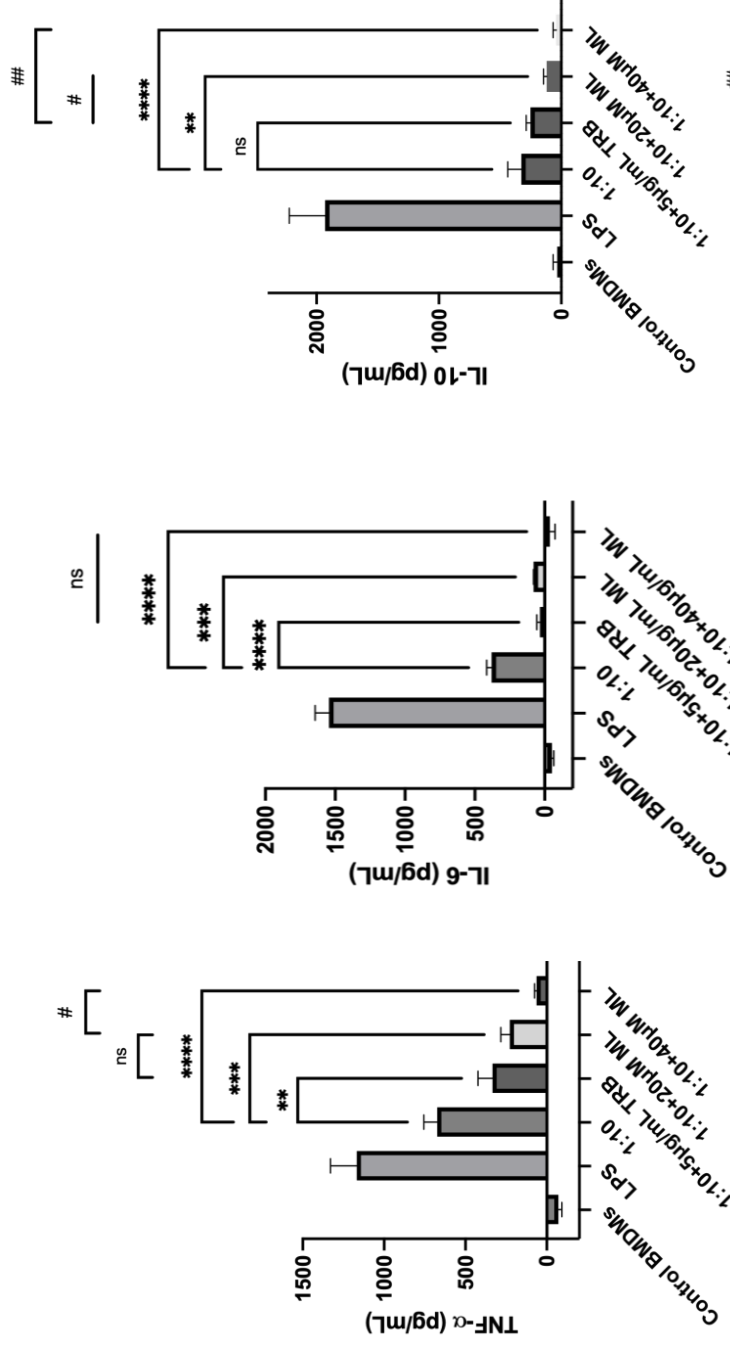 ##
#
****
**
ns
2000
1000
0
IL-10 (pg/mL)
Control BMDMs
LPS
1:10
1:10+5µg/mL TRB
1:10+20µM ML
1:10+40µM ML
ns
****
***
****
2000
1500
1000
500
0
IL-6 (pg/mL)
Control BMDMs
LPS
1:10
1:10+5µg/mL TRB
1:10+20µg/mL ML
1:10+40µg/mL ML
#
ns
****
***
**
1500
1000
500
0
TNF-α (pg/mL)
Control BMDMs
LPS
1:10
1:10+5µg/mL TRB
1:10+20µM ML
1:10+40µM ML
##